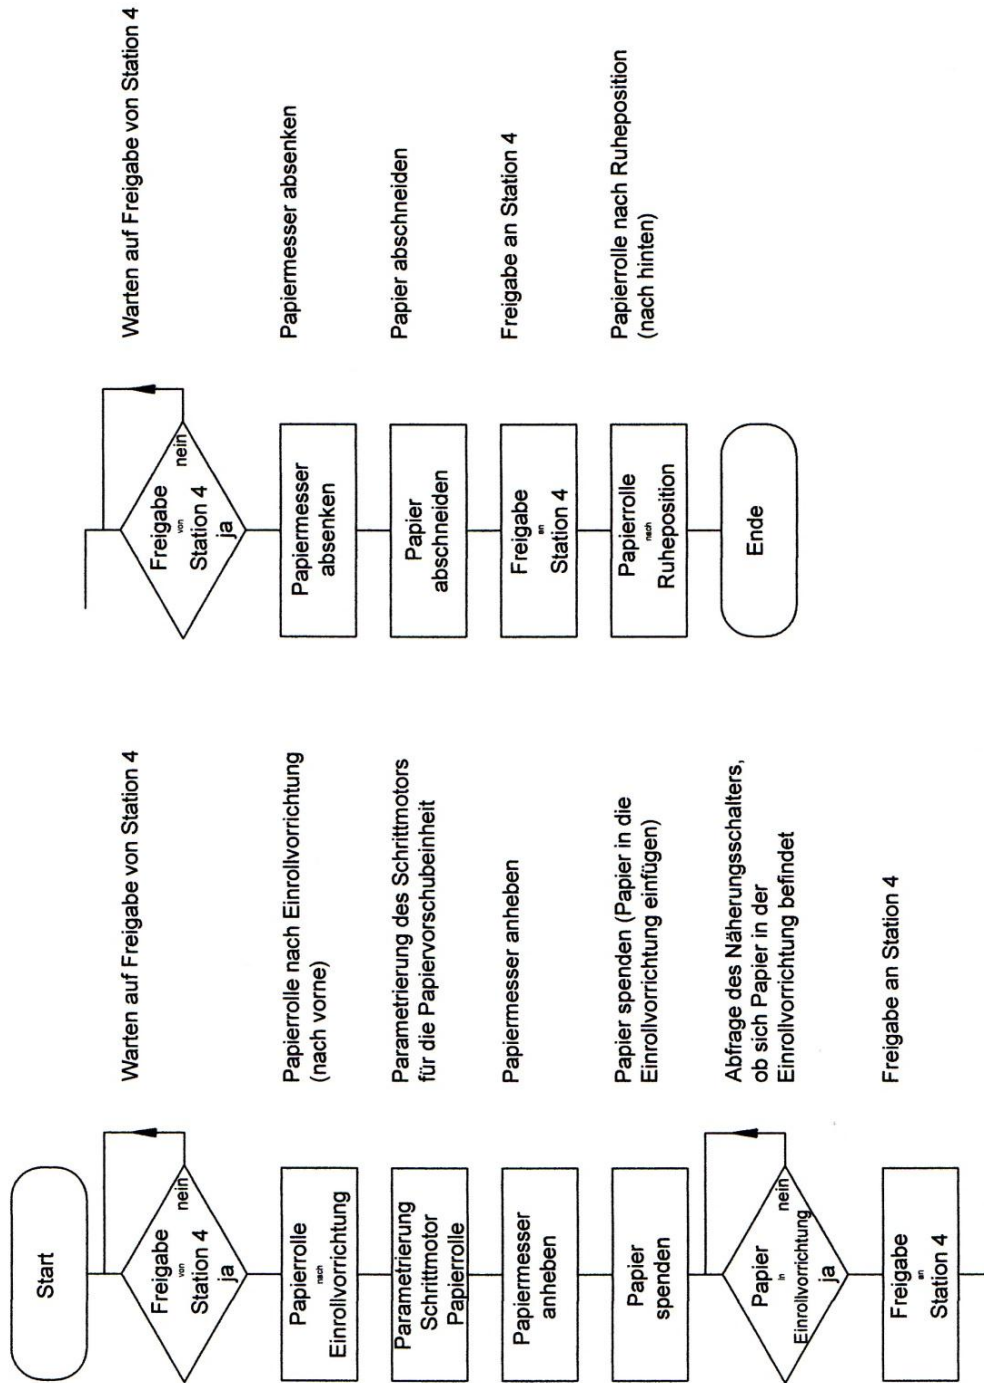 Start
Freigabe
von
Station 4
nein
ja
Warten auf Freigabe von Station 4
Papierrolle
nach
Einrollvorrichtung
Papierrolle nach Einrollvorrichtung
(nach vorne)
Parametrierung
Schrittmotor
Papierrolle
Parametrierung des Schrittmotors
für die Papiervorschubeinheit
Papiermesser
anheben
Papiermesser anheben
Papier
spenden
Papier spenden (Papier in die
Einrollvorrichtung einfügen)
Papier
in
Einrollvorrichtung
nein
ja
Abfrage des Näherungsschalters,
ob sich Papier in der
Einrollvorrichtung befindet
Freigabe
an
Station 4
Freigabe an Station 4
Freigabe
von
Station 4
nein
ja
Warten auf Freigabe von Station 4
Papiermesser
absenken
Papiermesser absenken
Papier
abschneiden
Papier abschneiden
Freigabe
an
Station 4
Freigabe an Station 4
Papierrolle
nach
Ruheposition
Papierrolle nach Ruheposition
(nach hinten)
Ende